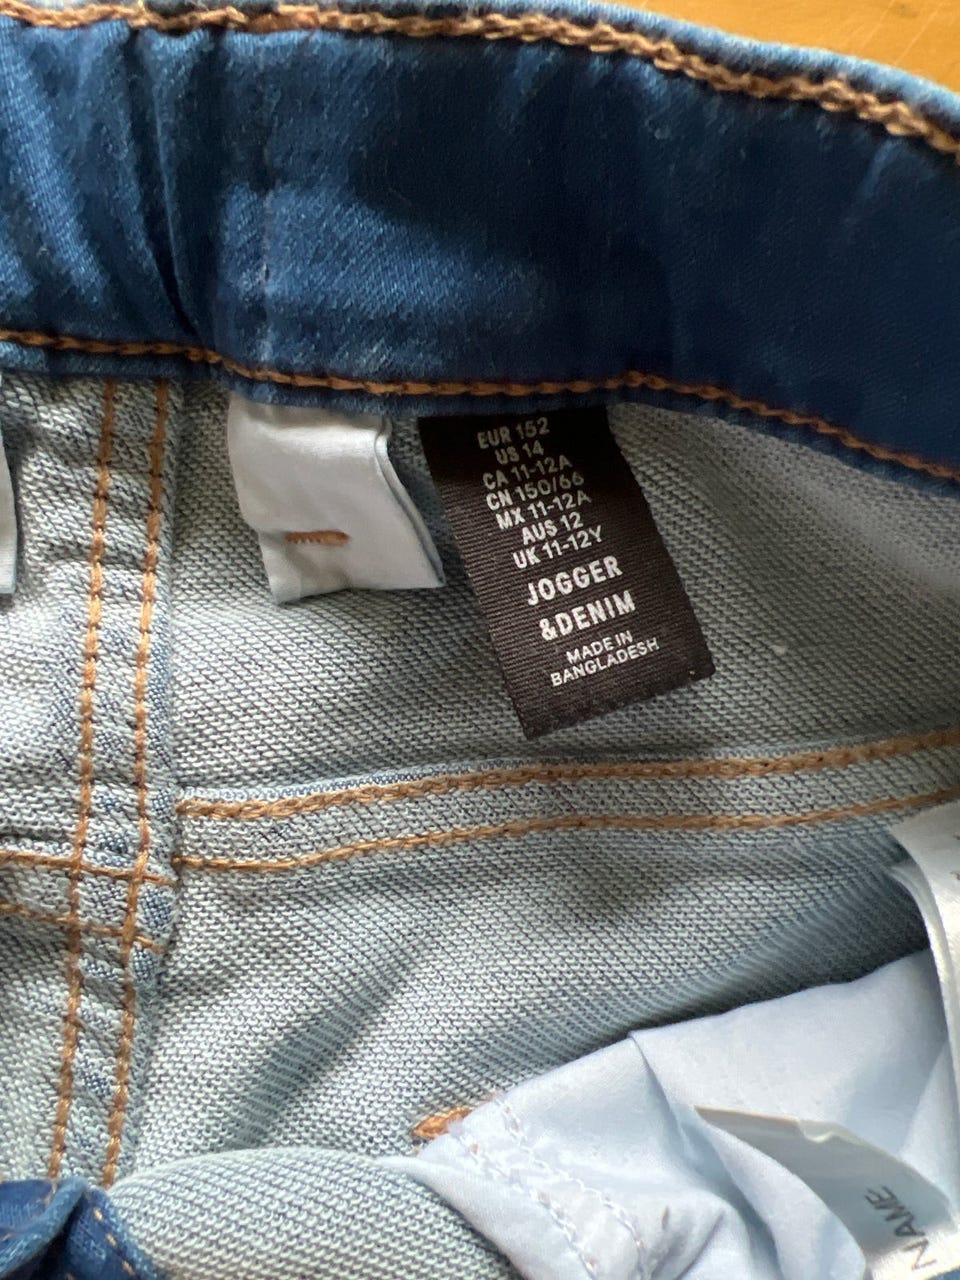 EUR 152
US 14
CA 11-12A
CN 150/66
MX 11-12A
AUS 12
UK 11-12Y
JOGGER
&DENIM
MADE IN
BANGLADESH
NAME
NAME